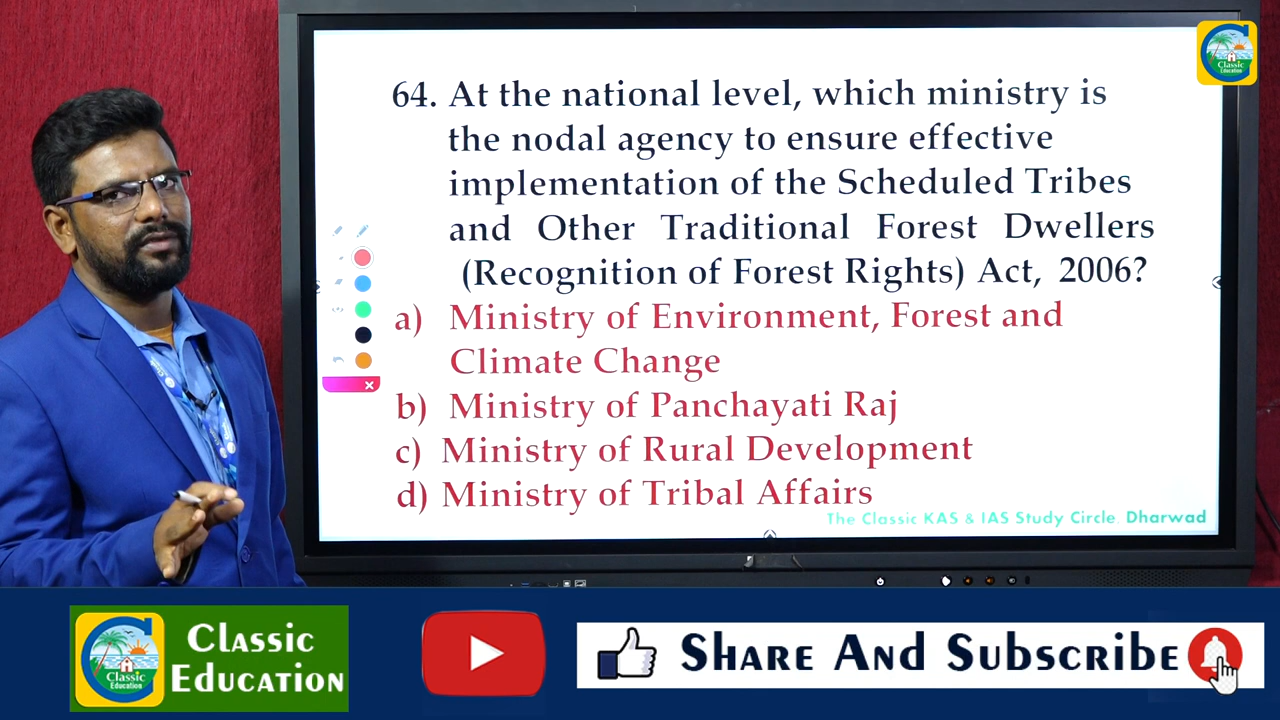 Classic
Education
64. At the national level, which ministry is
the nodal agency to ensure effective
implementation of the Scheduled Tribes
and Other Traditional Forest Dwellers
(Recognition of Forest Rights) Act, 2006?
a) Ministry of Environment, Forest and
Climate Change
b) Ministry of Panchayati Raj
c) Ministry of Rural Development
d) Ministry of Tribal Affairs
The Classic KAS & IAS Study Circle, Dharwad
Classic
Education
Classic
Education
Share And Subscribe